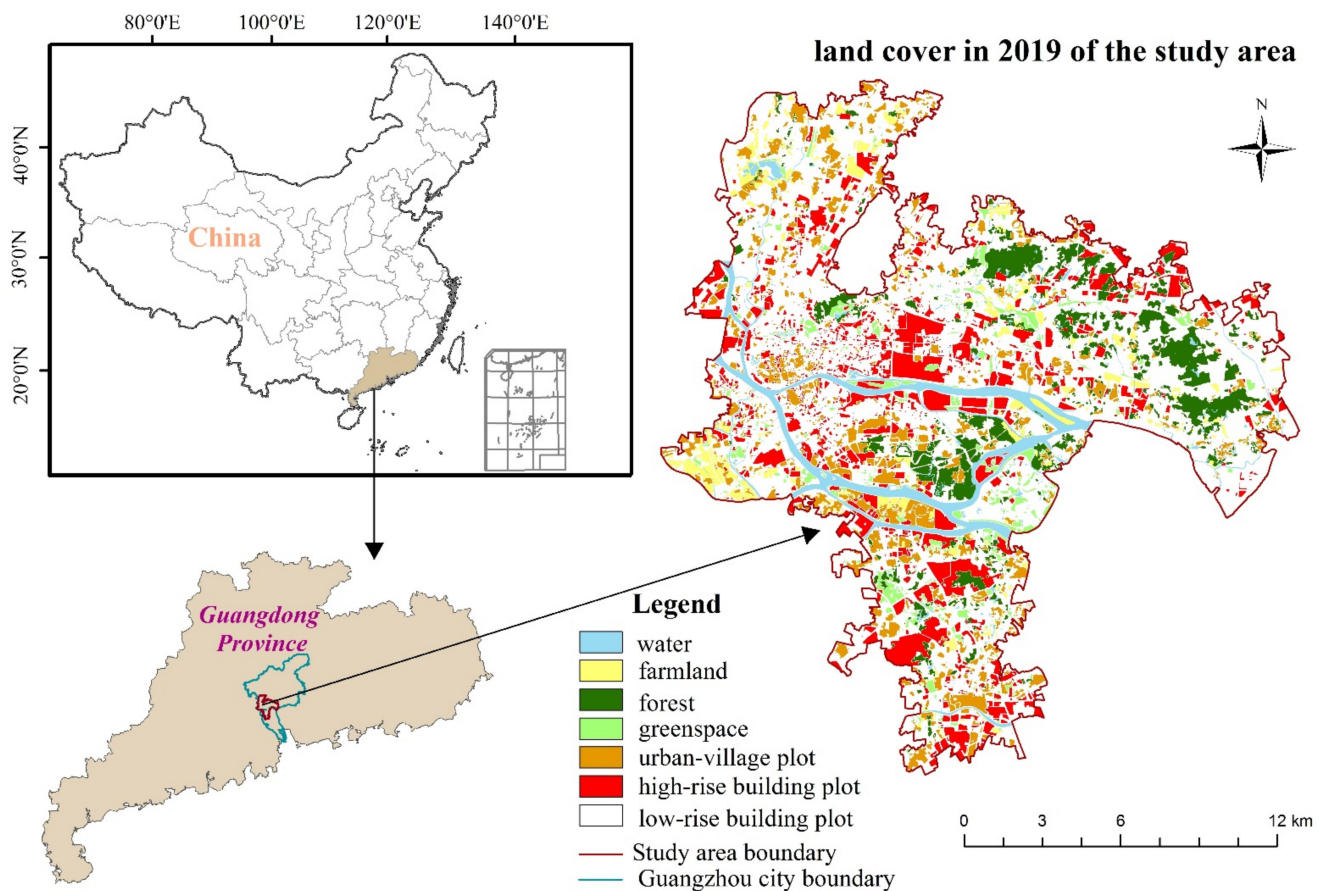 80°0'E 100°0'E 120°0'E 140°0'E
land cover in 2019 of the study area
N
40°0'N
China
30°0'N
20°0'N
Guangdong
Province
Legend
water
farmland
forest
greenspace
urban-village plot
high-rise building plot
low-rise building plot
Study area boundary
Guangzhou city boundary
0 3 6 12 km